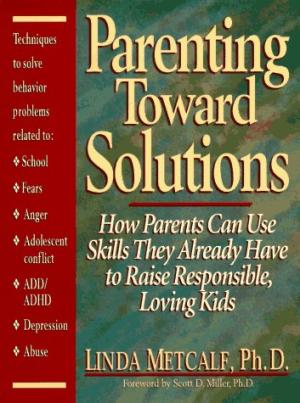 Techniques
to solve
behavior
problems
related to:
❖ School
❖ Fears
❖ Anger
❖ Adolescent
conflict
❖ ADD/
ADHD
❖ Depression
❖ Abuse
Parenting
Toward
Solutions
How Parents Can Use
Skills They Already Have
to Raise Responsible,
Loving Kids
LINDA METCALF, Ph.D.
Foreword by Scott D. Miller, Ph.D.